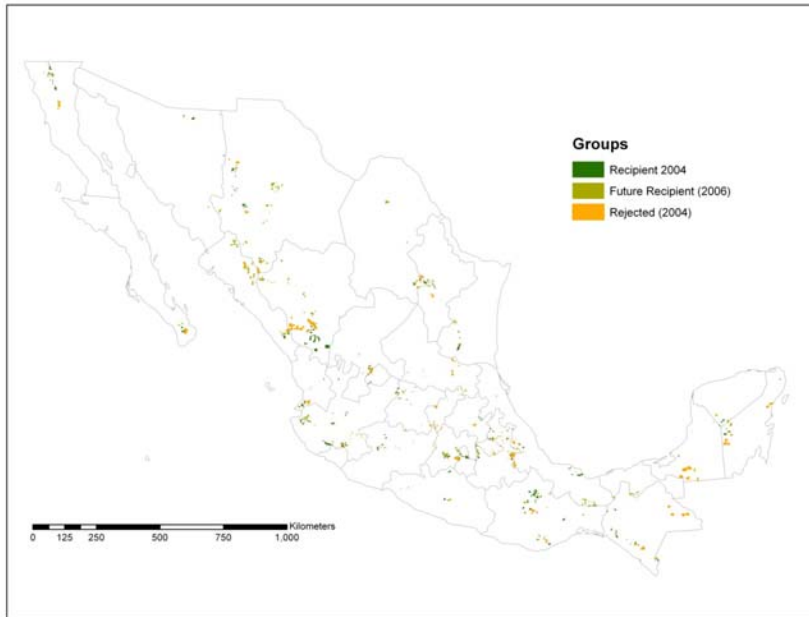 Groups
Recipient 2004
Future Recipient (2006)
Rejected (2004)
Kilometers
0 125 250 500 750 1,000